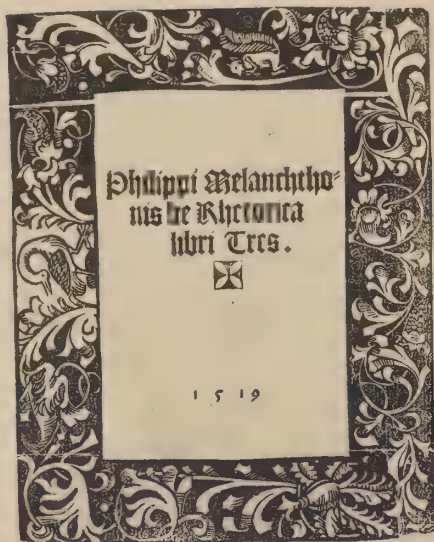 Philippi Melanchtho⸗
nis de Rhetorica
libri Tres.
1519